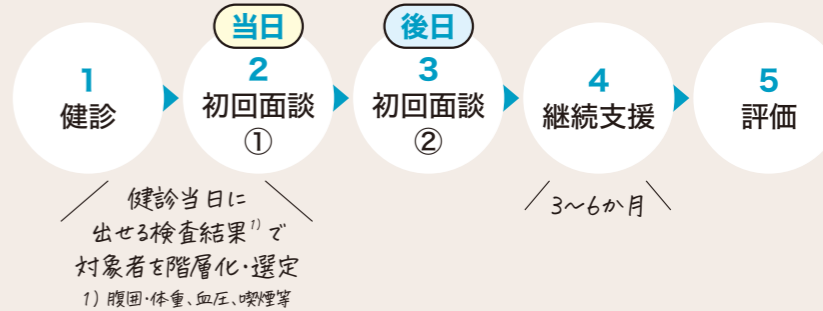 1
健診
当日
2
初回面談
①
後日
3
初回面談
②
4
継続支援
5
評価
健診当日に
出せる検査結果1)で
対象者を階層化・選定
1) 腹囲・体重、血圧、喫煙等
3〜6か月